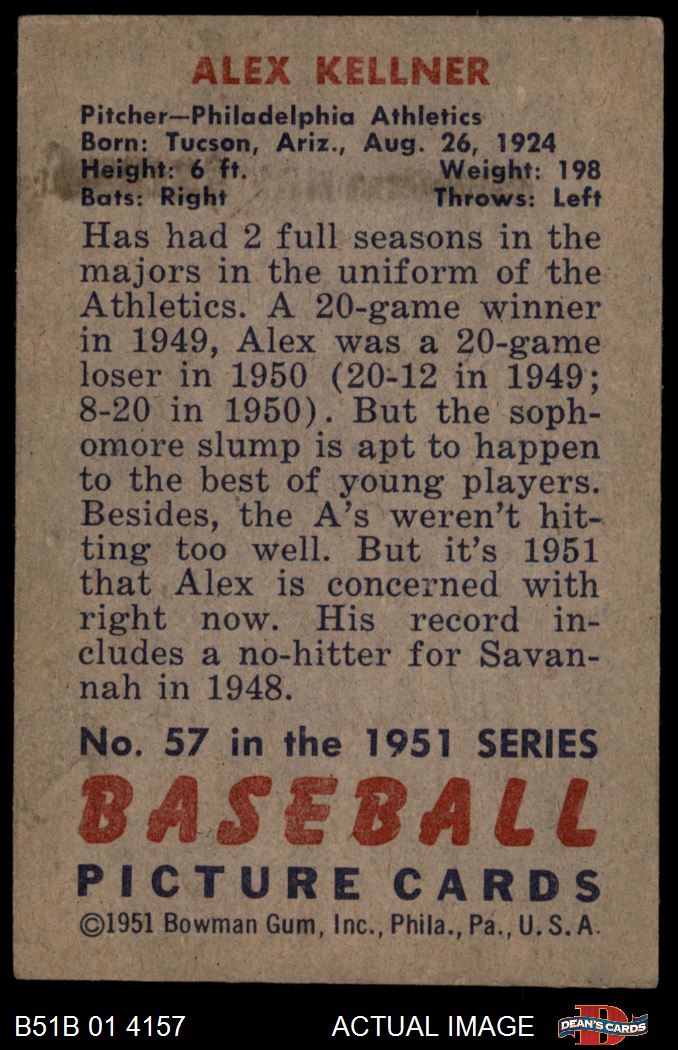 ALEX KELLNER
Pitcher—Philadelphia Athletics
Born: Tucson, Ariz., Aug. 26, 1924
Height: 6 ft. Weight: 198
Bats: Right Throws: Left
Has had 2 full seasons in the
majors in the uniform of the
Athletics. A 20-game winner
in 1949, Alex was a 20-game
loser in 1950 (20-12 in 1949;
8-20 in 1950). But the soph-
omore slump is apt to happen
to the best of young players.
Besides, the A's weren't hit-
ting too well. But it's 1951
that Alex is concerned with
right now. His record in-
cludes a no-hitter for Savan-
nah in 1948.
No. 57 in the 1951 SERIES
BASEBALL
PICTURE CARDS
©1951 Bowman Gum, Inc., Phila., Pa., U.S.A.
B51B 01 4157 ACTUAL IMAGE DEAN'S CARDS